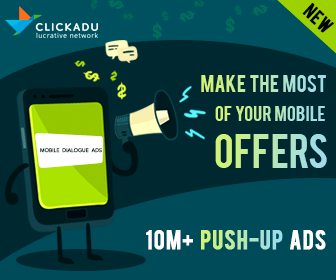 CLICKADU
lucrative network
NEW
MAKE THE MOST
OF YOUR MOBILE
OFFERS
MOBILE DIALOGUE ADS
10M+ PUSH-UP ADS